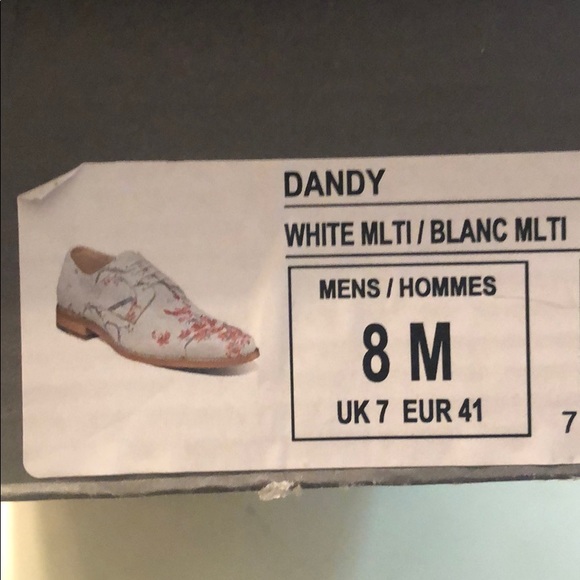 DANDY
WHITE MLTI / BLANC MLTI
MENS / HOMMES
8 M
UK 7 EUR 41
7